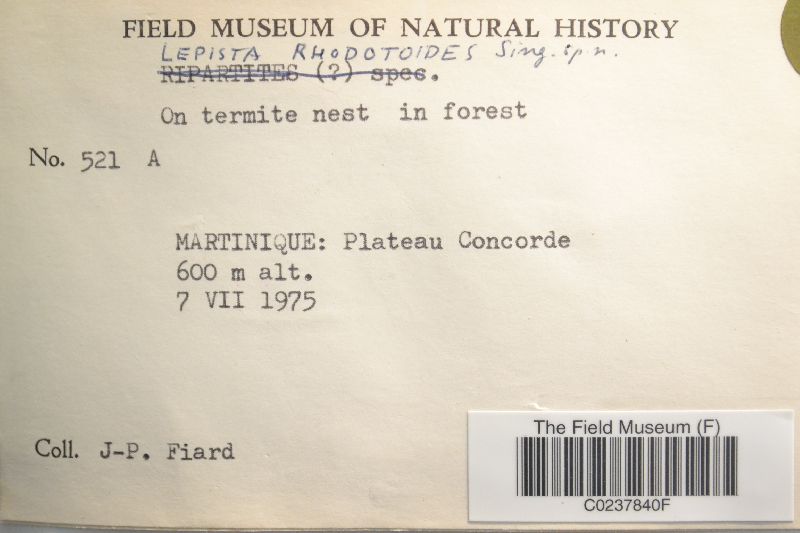 FIELD MUSEUM OF NATURAL HISTORY
LEPISTA RHODOTOIDES Sing. sp n.
RIPARTITES (?) spec.
On termite nest in forest
No. 521 A
MARTINIQUE: Plateau Concorde
600 m alt.
7 VII 1975
Coll. J-P. Fiard
The Field Museum (F)
C0237840F